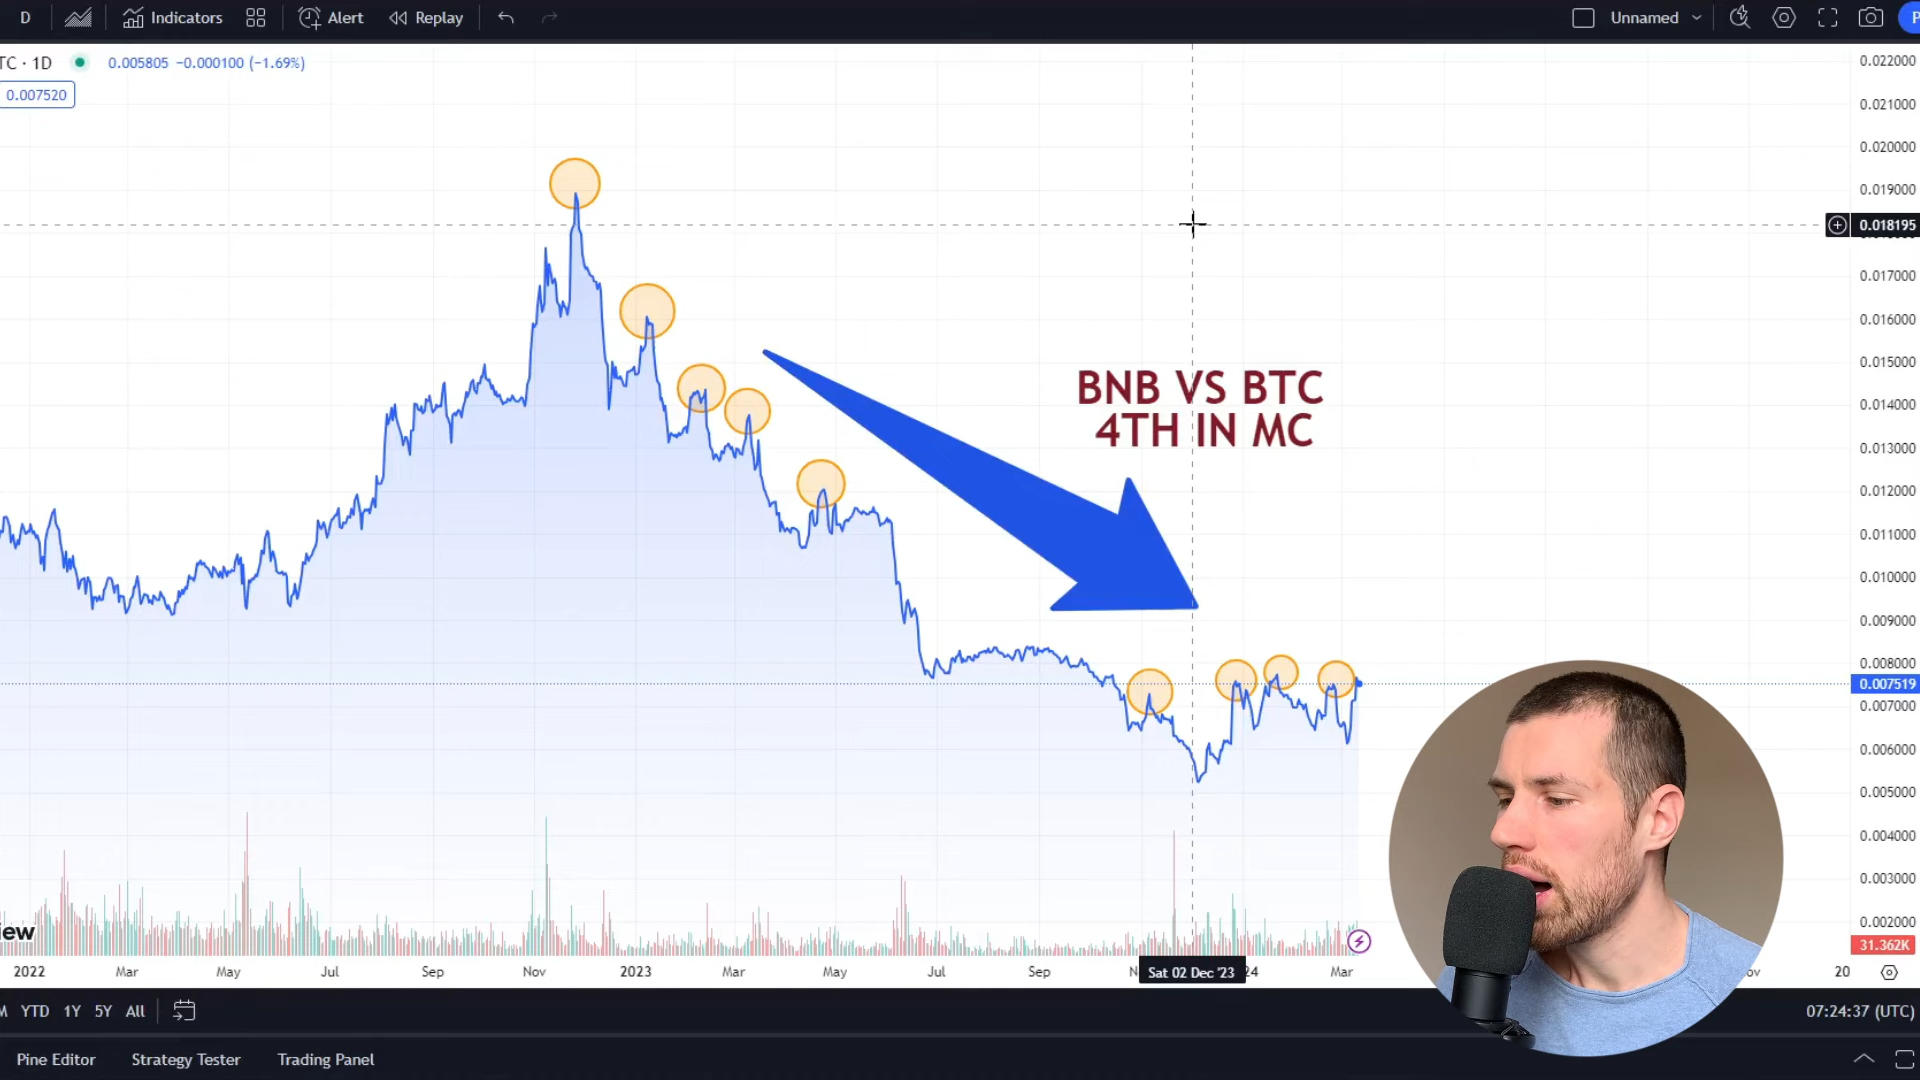 D Indicators Alert Replay Unnamed P
TC · 1D 0.005805 −0.000100 (−1.69%)
0.007520
BNB VS BTC
4TH IN MC
0.022000
0.021000
0.020000
0.019000
0.018195
0.017000
0.016000
0.015000
0.014000
0.013000
0.012000
0.011000
0.010000
0.009000
0.008000
0.007519
0.007000
0.006000
0.005000
0.004000
0.003000
0.002000
31.362K
iew
2022 Mar May Jul Sep Nov 2023 Mar May Jul Sep N Sat 02 Dec '23 24 Mar ov 20
M YTD 1Y 5Y All 07:24:37 (UTC)
Pine Editor Strategy Tester Trading Panel